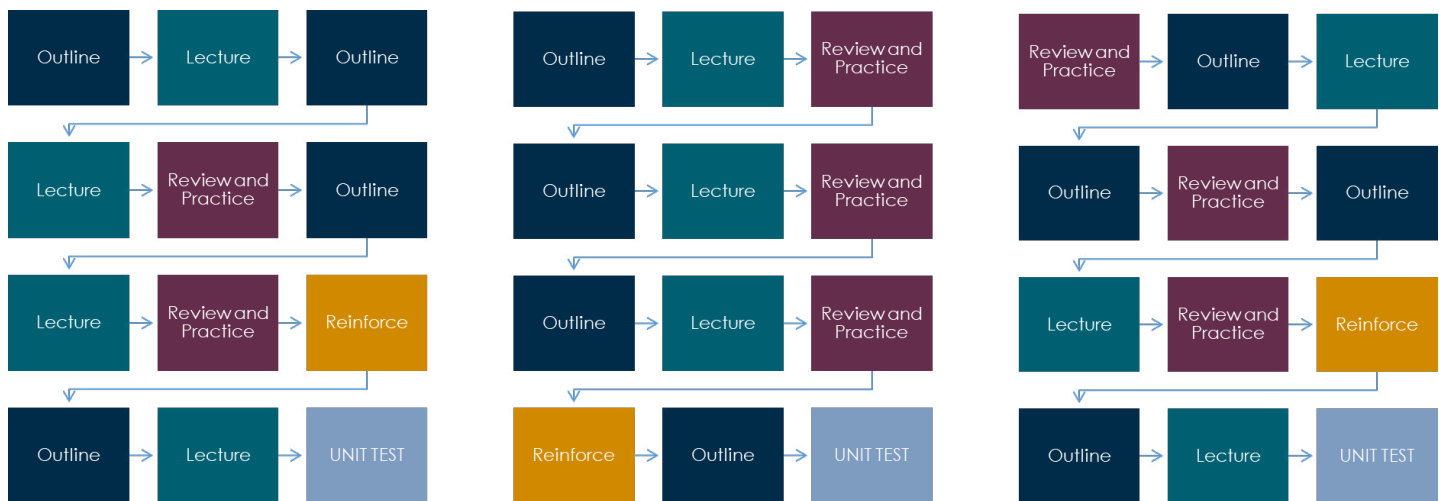 Outline
Lecture
Outline
Lecture
Review and
Practice
Outline
Lecture
Review and
Practice
Reinforce
Outline
Lecture
UNIT TEST
Outline
Lecture
Review and
Practice
Outline
Lecture
Review and
Practice
Outline
Lecture
Review and
Practice
Reinforce
Outline
UNIT TEST
Review and
Practice
Outline
Lecture
Outline
Review and
Practice
Outline
Lecture
Review and
Practice
Reinforce
Outline
Lecture
UNIT TEST